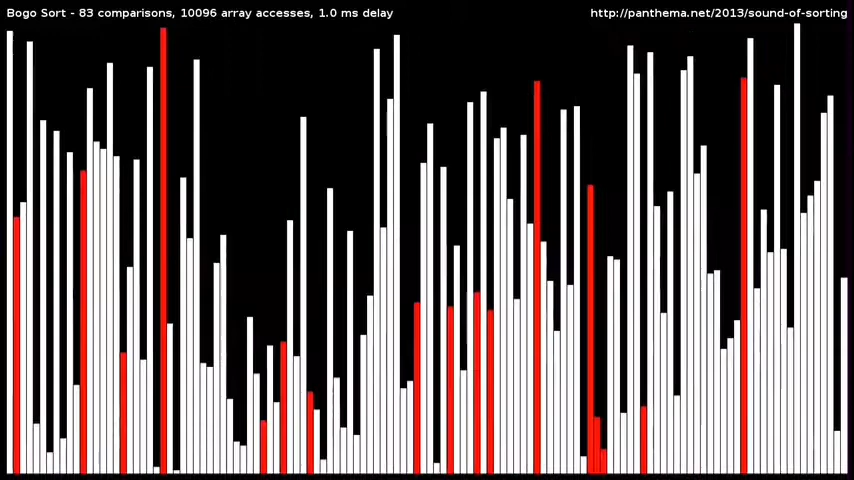 Bogo Sort - 83 comparisons, 10096 array accesses, 1.0 ms delay
http://panthema.net/2013/sound-of-sorting